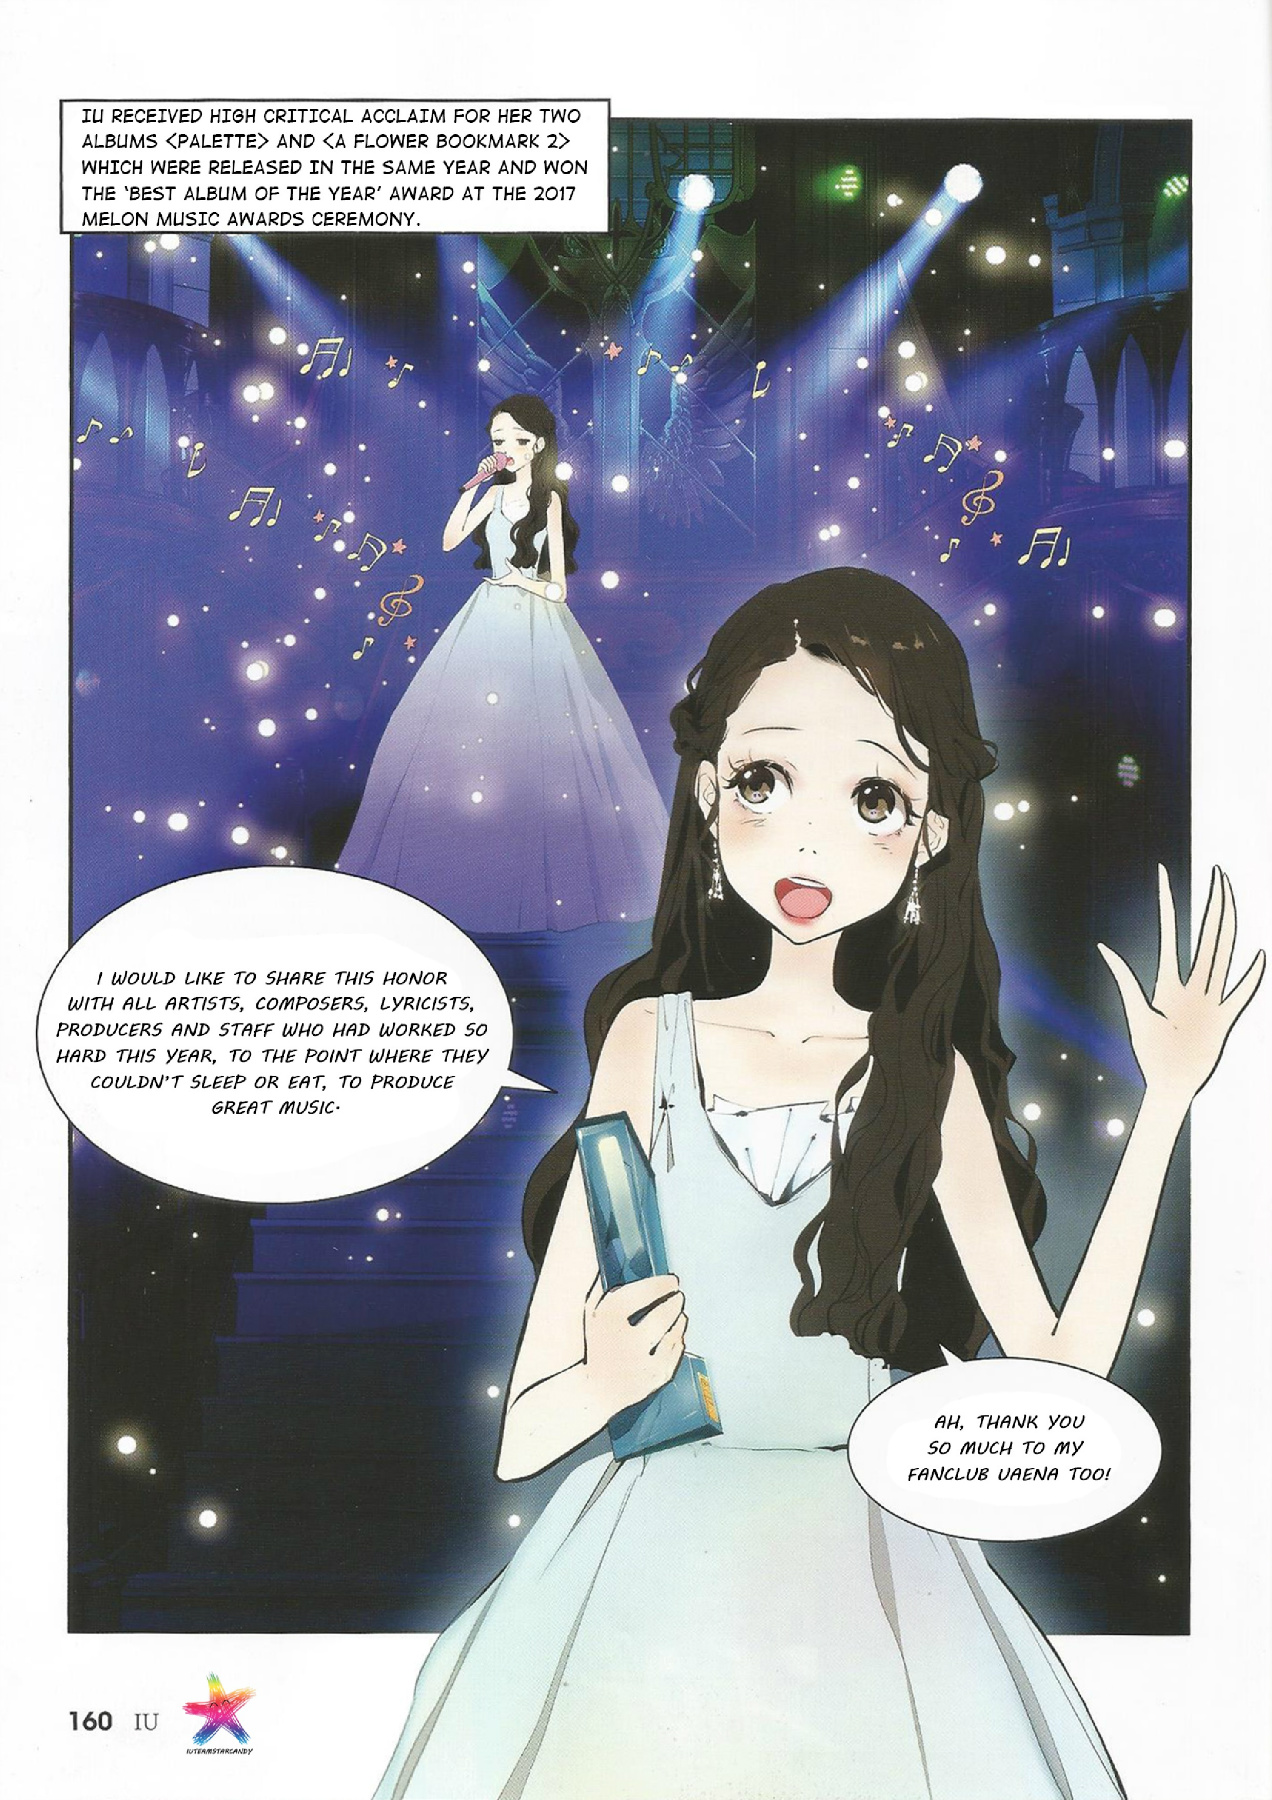 IU RECEIVED HIGH CRITICAL ACCLAIM FOR HER TWO
ALBUMS <PALETTE> AND <A FLOWER BOOKMARK 2>
WHICH WERE RELEASED IN THE SAME YEAR AND WON
THE 'BEST ALBUM OF THE YEAR' AWARD AT THE 2017
MELON MUSIC AWARDS CEREMONY.
I WOULD LIKE TO SHARE THIS HONOR
WITH ALL ARTISTS, COMPOSERS, LYRICISTS,
PRODUCERS AND STAFF WHO HAD WORKED SO
HARD THIS YEAR, TO THE POINT WHERE THEY
COULDN'T SLEEP OR EAT, TO PRODUCE
GREAT MUSIC.
AH, THANK YOU
SO MUCH TO MY
FANCLUB UAENA TOO!
160 IU
IUTEAMSTARCANDY